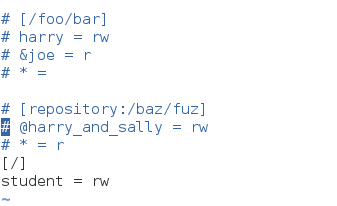 # [/foo/bar]
# harry = rw
# &joe = r
# * =
# [repository:/baz/fuz]
# @harry_and_sally = rw
# * = r
[/]
student = rw
~